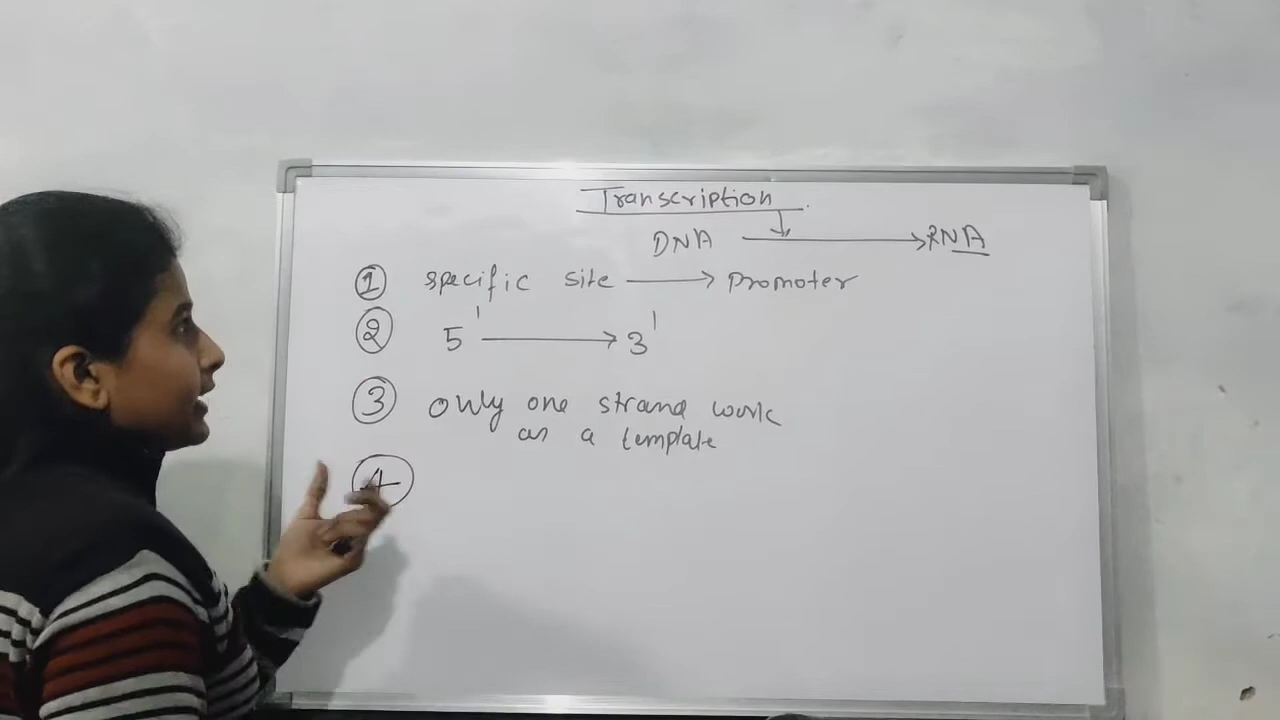 Transcription
DNA → RNA
① specific site → promoter
② 5' → 3'
③ only one strand work
as a template
④